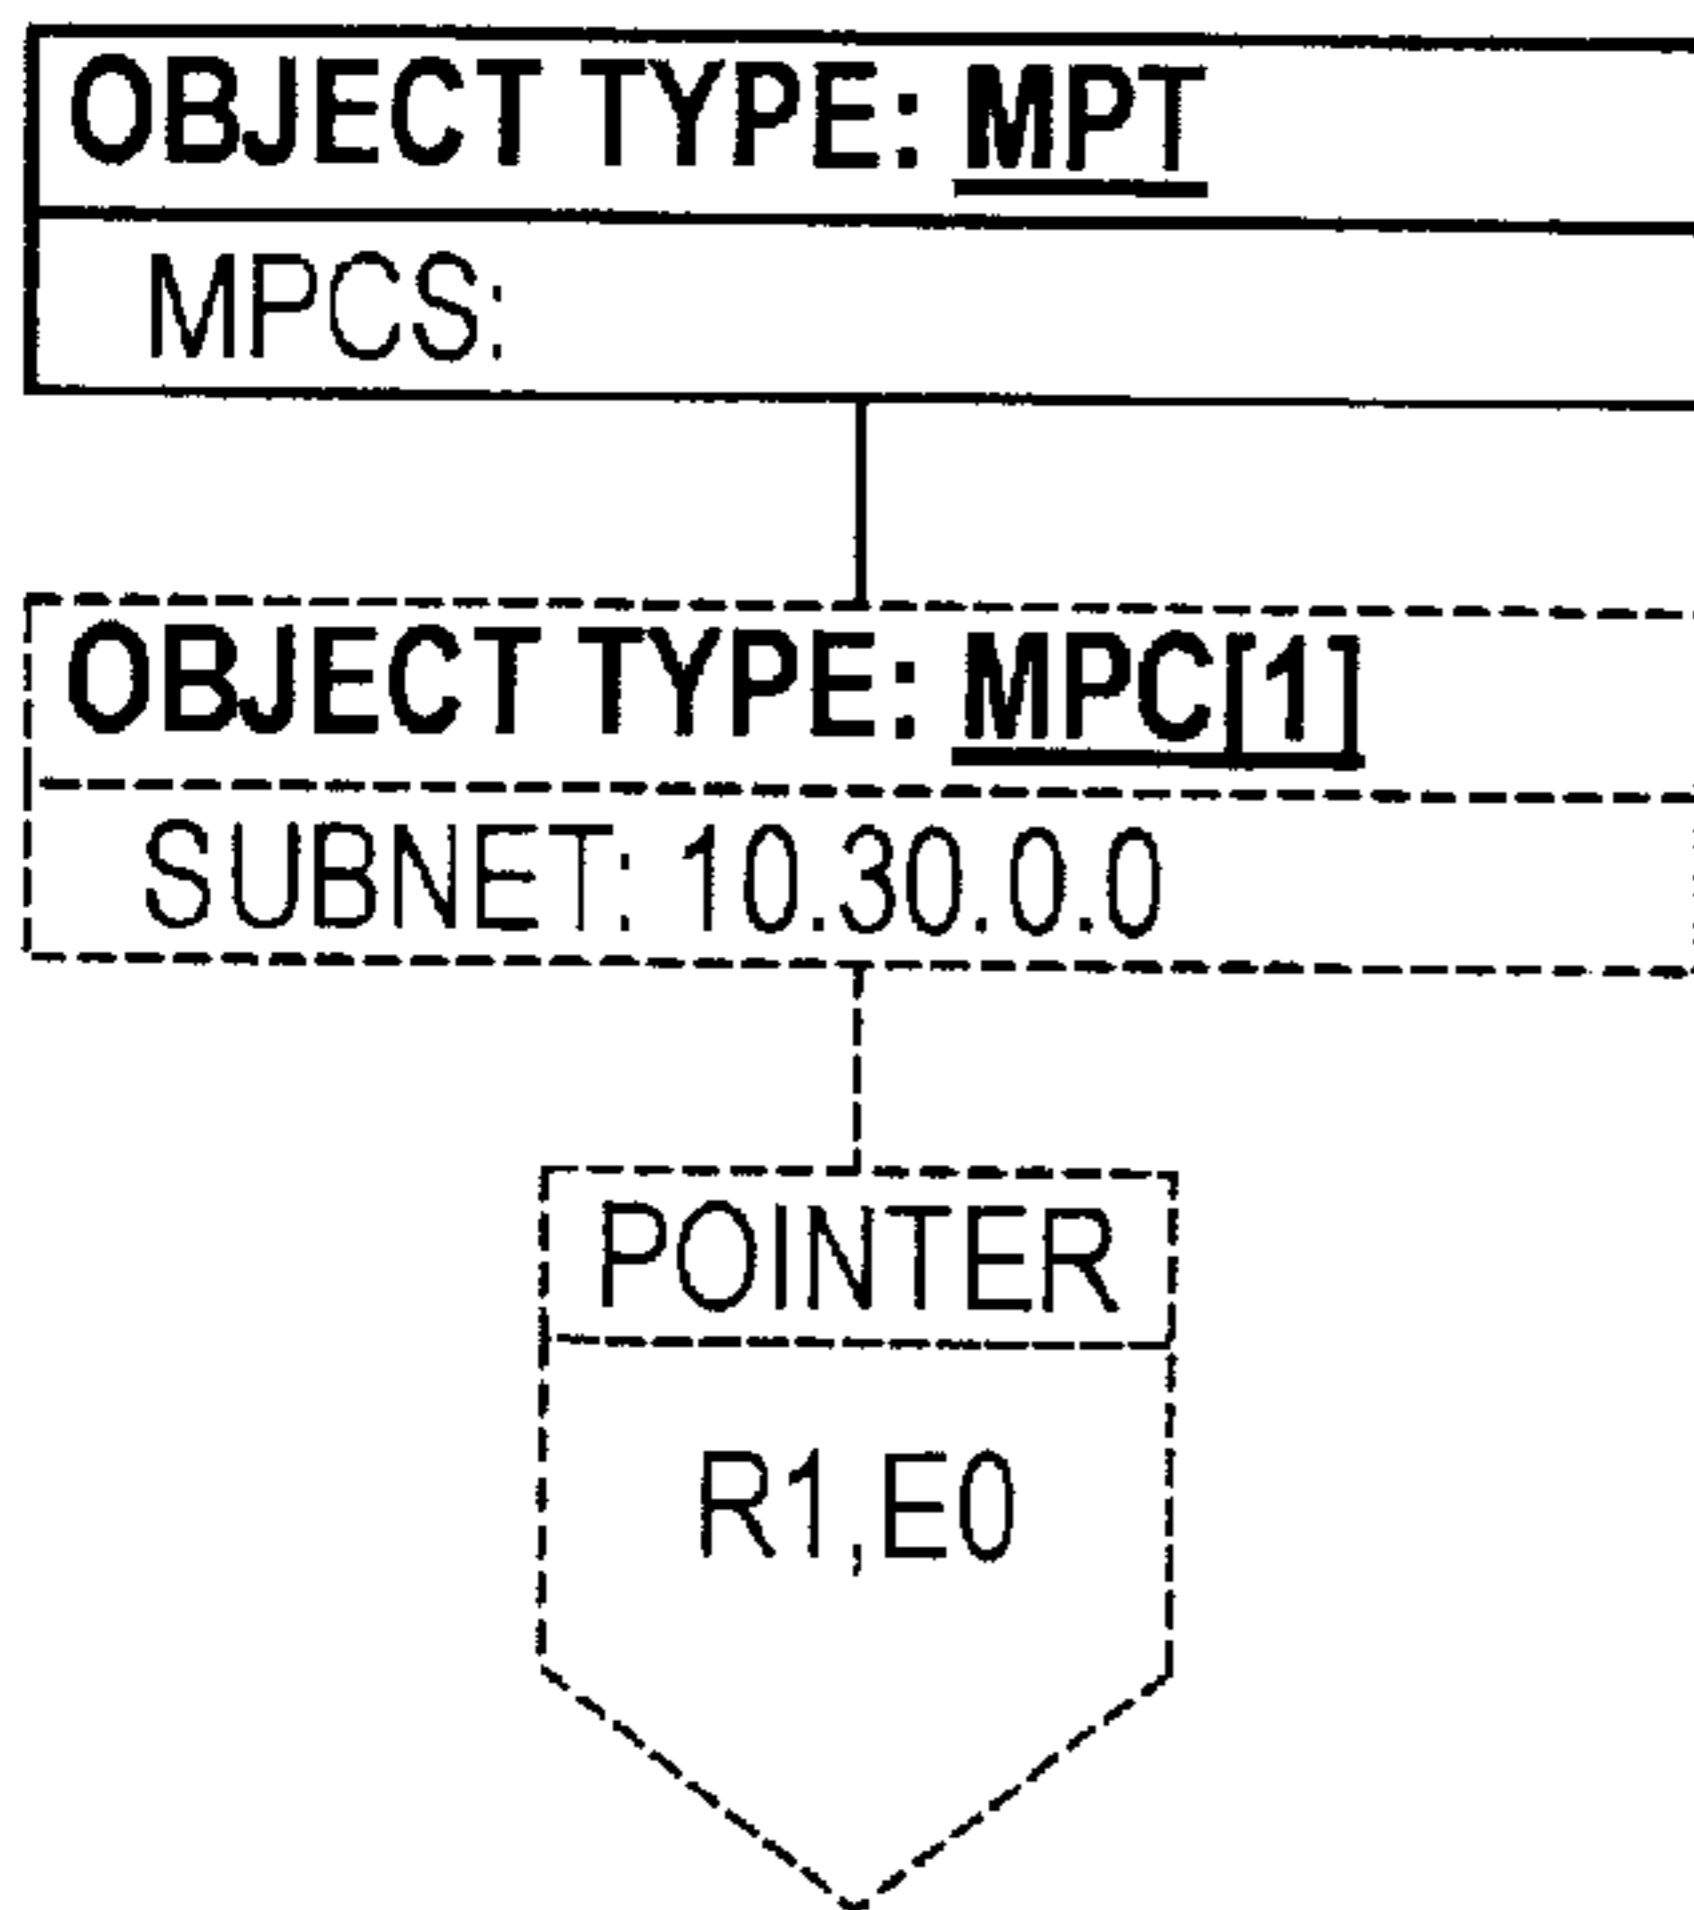 OBJECT TYPE: MPT
MPCS:
OBJECT TYPE: MPC[1]
SUBNET: 10.30.0.0
POINTER
R1,E0